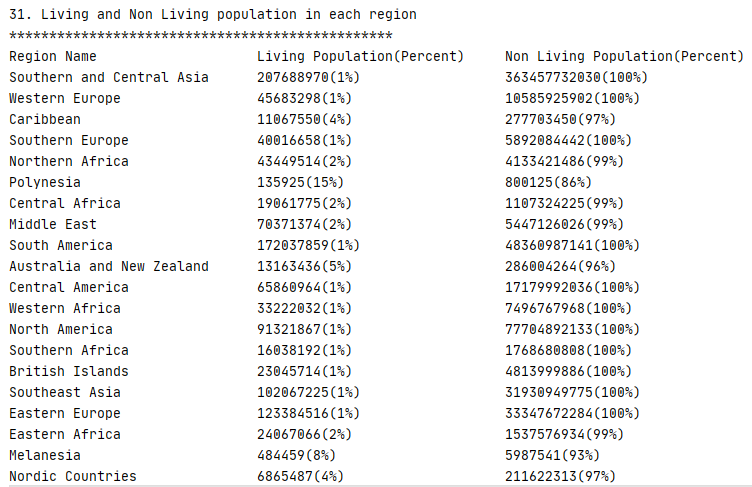 31. Living and Non Living population in each region
************************************************
Region Name Living Population(Percent) Non Living Population(Percent)
Southern and Central Asia 207688970(1%) 363457732030(100%)
Western Europe 45683298(1%) 10585925902(100%)
Caribbean 11067550(4%) 277703450(97%)
Southern Europe 40016658(1%) 5892084442(100%)
Northern Africa 43449514(2%) 4133421486(99%)
Polynesia 135925(15%) 800125(86%)
Central Africa 19061775(2%) 1107324225(99%)
Middle East 70371374(2%) 5447126026(99%)
South America 172037859(1%) 48360987141(100%)
Australia and New Zealand 13163436(5%) 286004264(96%)
Central America 65860964(1%) 17179992036(100%)
Western Africa 33222032(1%) 7496767968(100%)
North America 91321867(1%) 77704892133(100%)
Southern Africa 16038192(1%) 1768680808(100%)
British Islands 23045714(1%) 4813999886(100%)
Southeast Asia 102067225(1%) 31930949775(100%)
Eastern Europe 123384516(1%) 33347672284(100%)
Eastern Africa 24067066(2%) 1537576934(99%)
Melanesia 484459(8%) 5987541(93%)
Nordic Countries 6865487(4%) 211622313(97%)